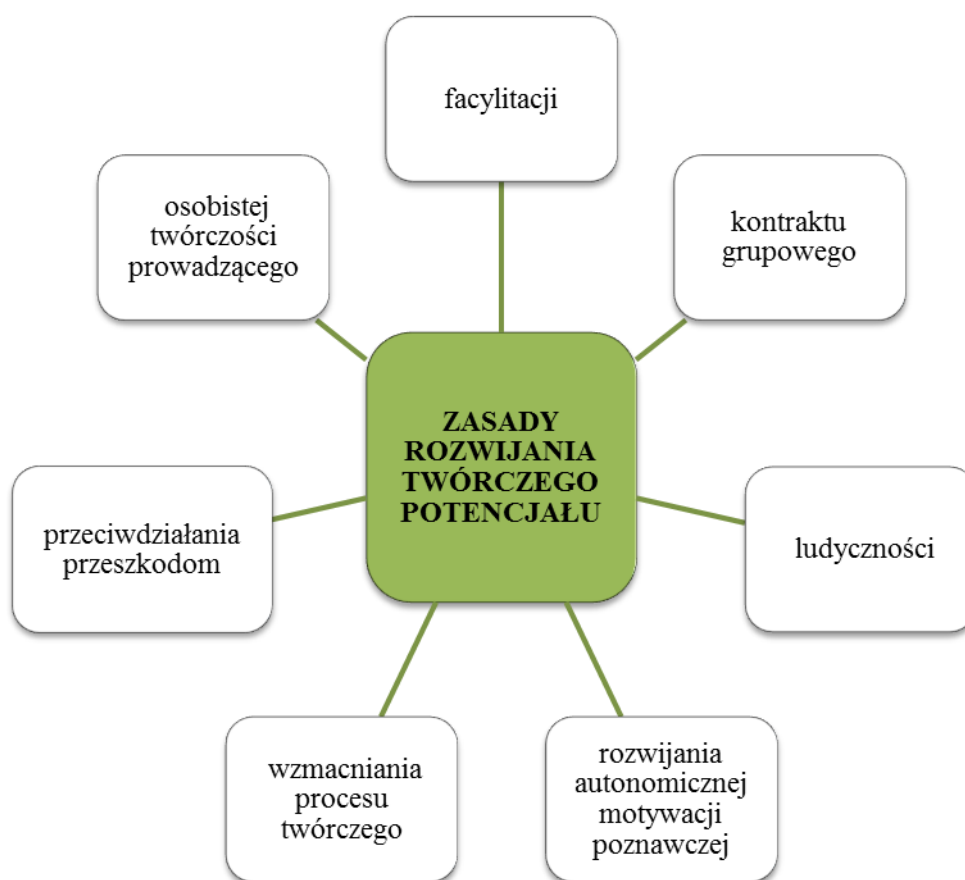 facylitacji
osobistej
twórczości
prowadzącego
kontraktu
grupowego
ZASADY
ROZWIJANIA
TWÓRCZEGO
POTENCJAŁU
przeciwdziałania
przeszkodom
ludyczności
wzmacniania
procesu
twórczego
rozwijania
autonomicznej
motywacji
poznawczej